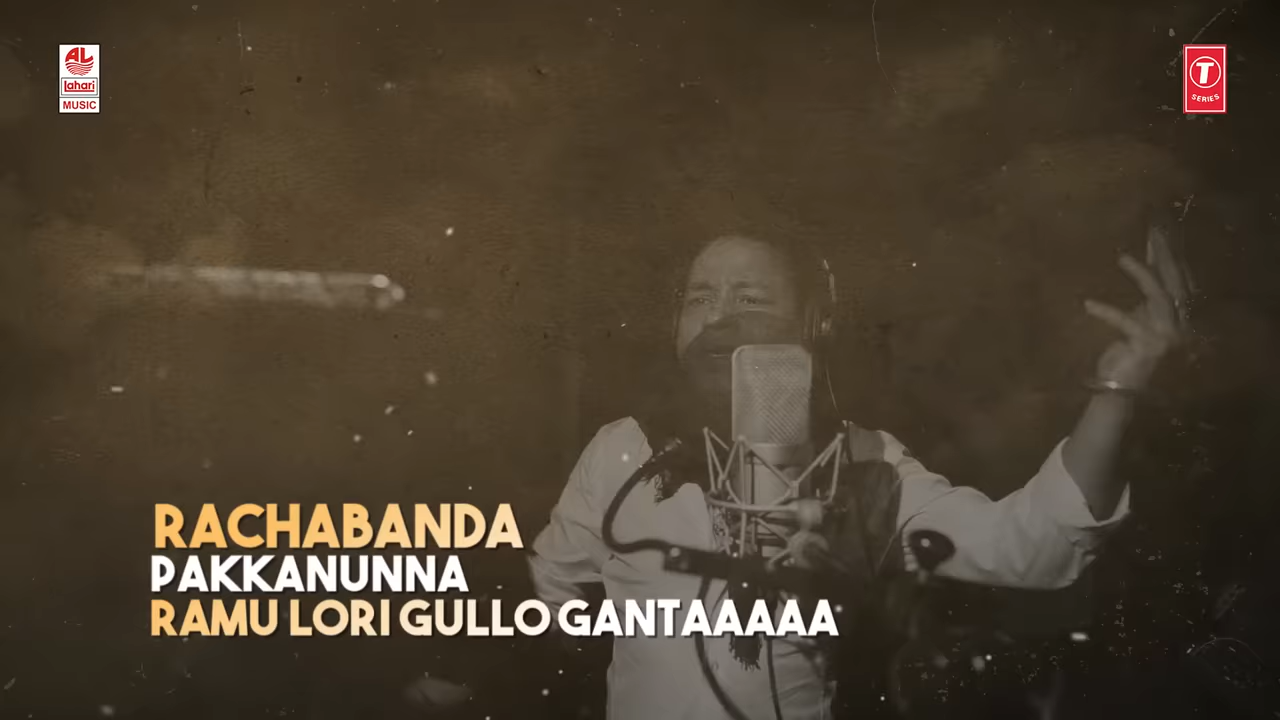 AL
lahari
MUSIC
T
SERIES
RACHABANDA
PAKKANUNNA
RAMU LORI GULLO GANTAAAAA